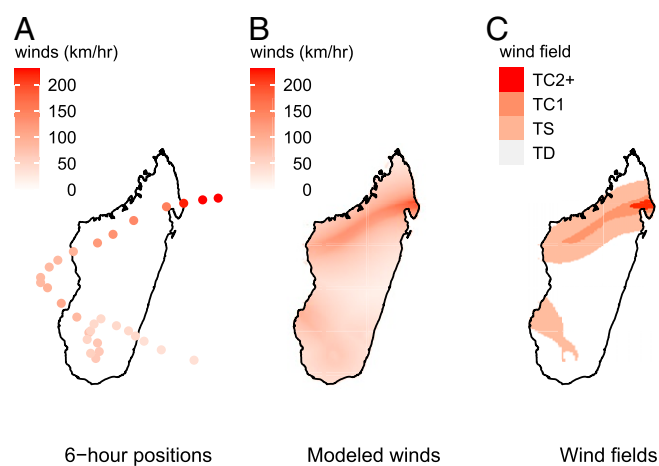 A
winds (km/hr)
200
150
100
50
0
6−hour positions
B
winds (km/hr)
200
150
100
50
0
Modeled winds
C
wind field
TC2+
TC1
TS
TD
Wind fields